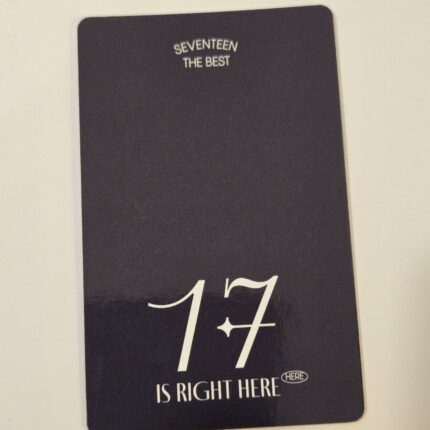 SEVENTEEN
THE BEST
17
IS RIGHT HERE
HERE